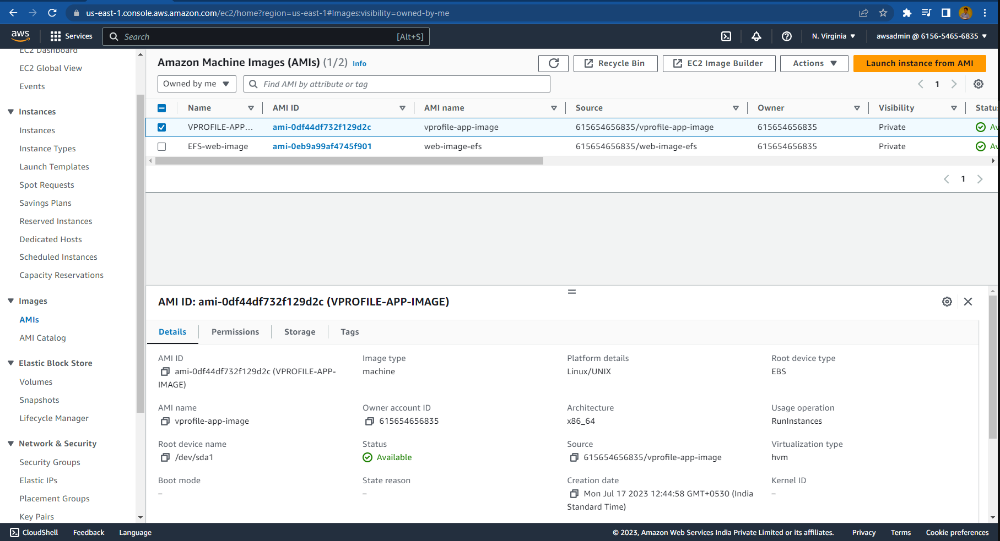 us-east-1.console.aws.amazon.com/ec2/home?region=us-east-1#Images:visibility=owned-by-me
aws Services Search [Alt+S] N. Virginia awsadmin @ 6156-5465-6835
EC2 Dashboard
EC2 Global View
Events
Instances
Instances
Instance Types
Launch Templates
Spot Requests
Savings Plans
Reserved Instances
Dedicated Hosts
Scheduled Instances
Capacity Reservations
Images
AMIs
AMI Catalog
Elastic Block Store
Volumes
Snapshots
Lifecycle Manager
Network & Security
Security Groups
Elastic IPs
Placement Groups
Key Pairs
Amazon Machine Images (AMIs) (1/2) Info
Recycle Bin EC2 Image Builder Actions Launch instance from AMI
Owned by me Find AMI by attribute or tag 1
Name AMI ID AMI name Source Owner Visibility Status
VPROFILE-APP... ami-0df44df732f129d2c vprofile-app-image 615654656835/vprofile-app-image 615654656835 Private Av
EFS-web-image ami-0eb9a99af4745f901 web-image-efs 615654656835/web-image-efs 615654656835 Private Av
1
AMI ID: ami-0df44df732f129d2c (VPROFILE-APP-IMAGE)
Details Permissions Storage Tags
AMI ID Image type Platform details Root device type
ami-0df44df732f129d2c (VPROFILE-APP- machine Linux/UNIX EBS
IMAGE)
AMI name Owner account ID Architecture Usage operation
vprofile-app-image 615654656835 x86_64 RunInstances
Root device name Status Source Virtualization type
/dev/sda1 Available 615654656835/vprofile-app-image hvm
Boot mode State reason Creation date Kernel ID
– – Mon Jul 17 2023 12:44:58 GMT+0530 (India –
Standard Time)
CloudShell Feedback Language © 2023, Amazon Web Services India Private Limited or its affiliates. Privacy Terms Cookie preferences